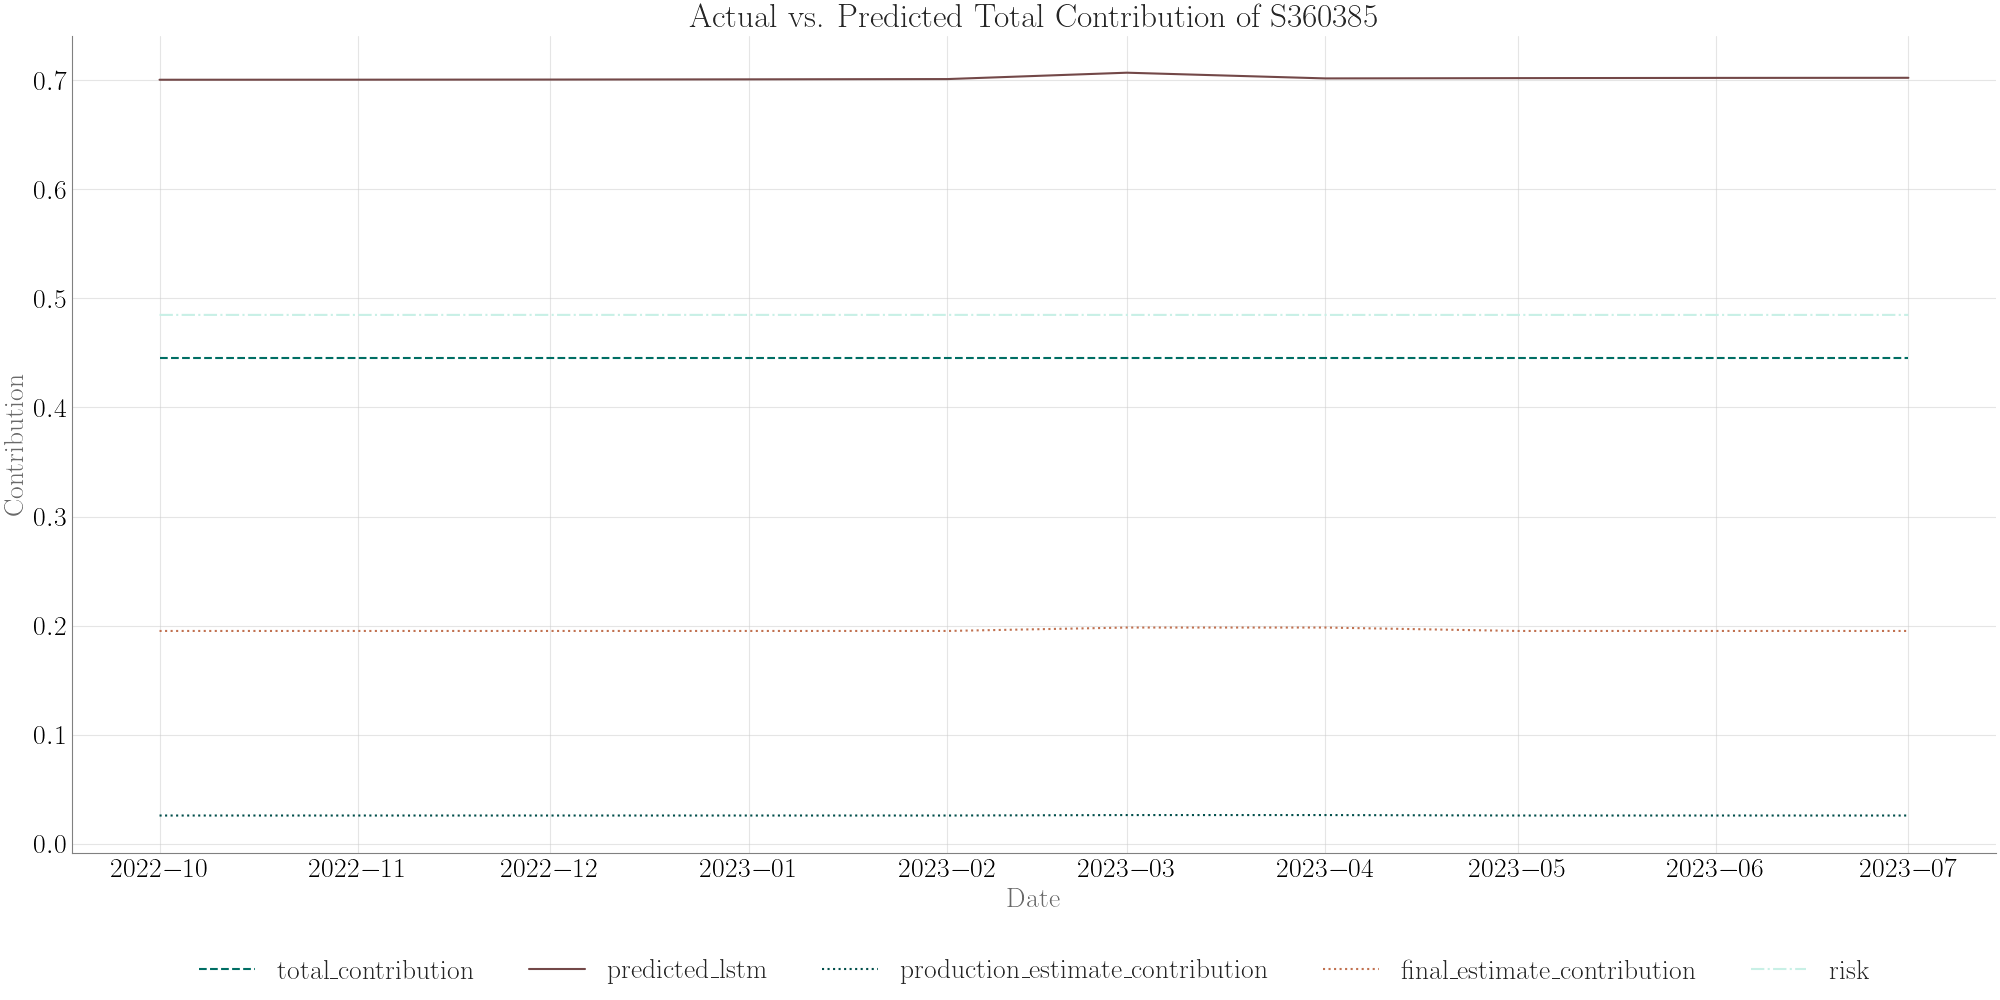 Actual vs. Predicted Total Contribution of S360385
Contribution
0.7
0.6
0.5
0.4
0.3
0.2
0.1
0.0
2022−10 2022−11 2022−12 2023−01 2023−02 2023−03 2023−04 2023−05 2023−06 2023−07
Date
total_contribution predicted_lstm production_estimate_contribution final_estimate_contribution risk